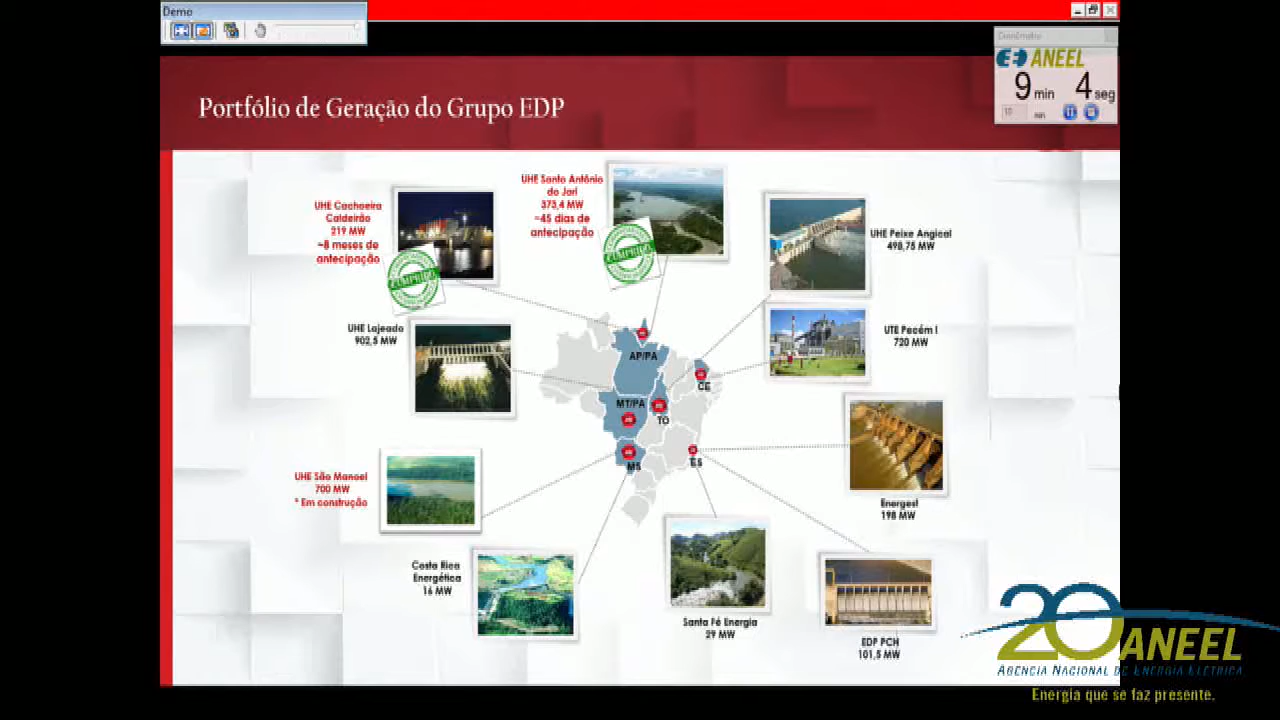 Demo
Cronômetro
ANEEL
9 min 4 seg
10 min
Portfólio de Geração do Grupo EDP
UHE Santo Antônio
do Jari
373,4 MW
~45 dias de
antecipação
CUMPRIDO
UHE Cachoeira
Caldeirão
219 MW
~8 meses de
antecipação
CUMPRIDO
UHE Peixe Angical
498,75 MW
UHE Lajeado
902,5 MW
UTE Pecém I
720 MW
AP/PA
CE
MT/PA
TO
MS
ES
UHE São Manoel
700 MW
* Em construção
Energest
198 MW
Costa Rica
Energética
16 MW
Santa Fé Energia
29 MW
EDP PCH
101,5 MW
20 ANEEL
AGÊNCIA NACIONAL DE ENERGIA ELÉTRICA
Energia que se faz presente.